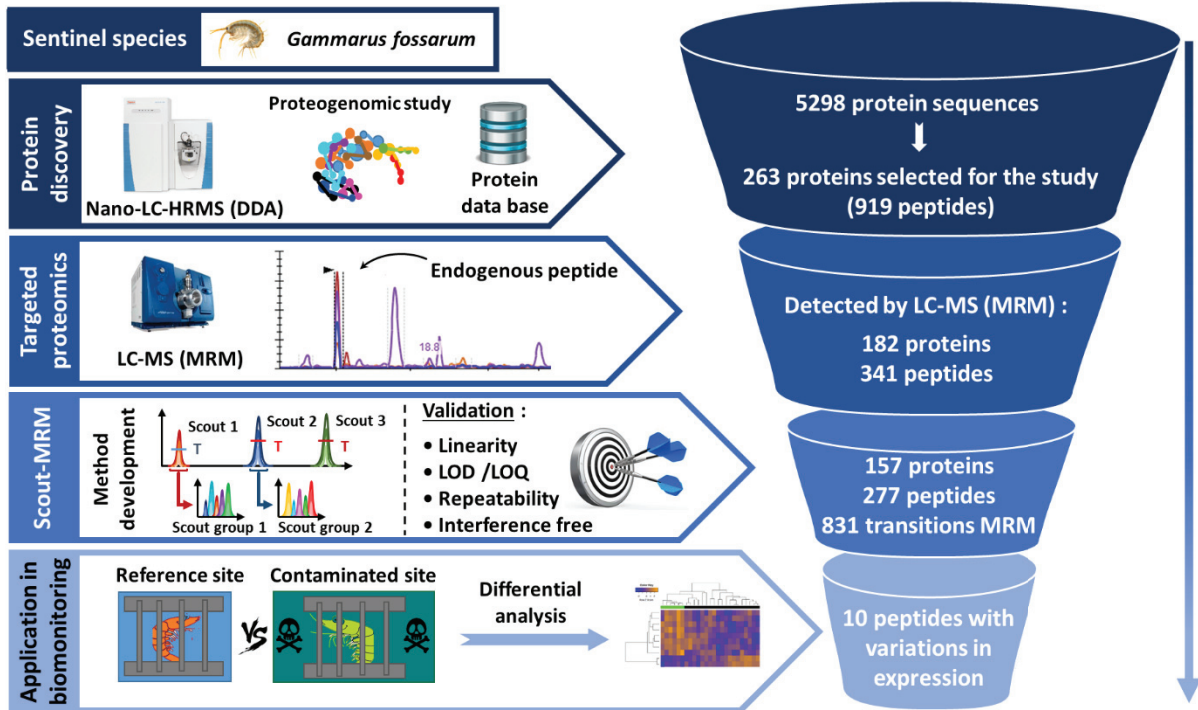 Sentinel species
Gammarus fossarum
Protein
discovery
Nano-LC-HRMS (DDA)
Proteogenomic study
Protein
data base
5298 protein sequences
263 proteins selected for the study
(919 peptides)
Targeted
proteomics
LC-MS (MRM)
Endogenous peptide
18.8
Detected by LC-MS (MRM) :
182 proteins
341 peptides
Scout-MRM
Method
development
Scout 1
Scout 2
Scout 3
T
T
T
Scout group 1
Scout group 2
Validation :
• Linearity
• LOD /LOQ
• Repeatability
• Interference free
157 proteins
277 peptides
831 transitions MRM
Application in
biomonitoring
Reference site
VS
Contaminated site
Differential
analysis
10 peptides with
variations in
expression